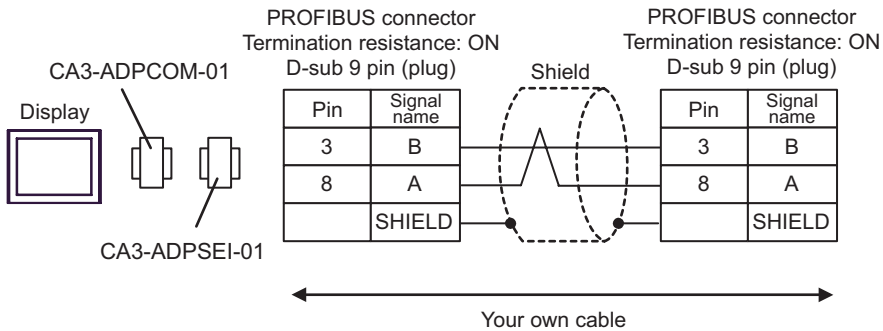 PROFIBUS connector
Termination resistance: ON
D-sub 9 pin (plug)
PROFIBUS connector
Termination resistance: ON
D-sub 9 pin (plug)
CA3-ADPCOM-01
Shield
Display
Pin
Signal name
3 B
8 A
SHIELD
Pin
Signal name
3 B
8 A
SHIELD
CA3-ADPSEI-01
Your own cable